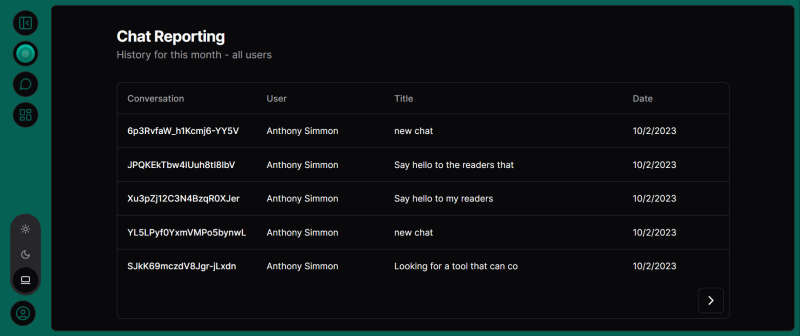 Chat Reporting
History for this month - all users
Conversation User Title Date
6p3RvfaW_h1Kcmj6-YY5V Anthony Simmon new chat 10/2/2023
JPQKEkTbw4IUuh8tI8IbV Anthony Simmon Say hello to the readers that 10/2/2023
Xu3pZj12C3N4BzqR0XJer Anthony Simmon Say hello to my readers 10/2/2023
YL5LPyf0YxmVMPo5bynwL Anthony Simmon new chat 10/2/2023
SJkK69mczdV8Jgr-jLxdn Anthony Simmon Looking for a tool that can co 10/2/2023